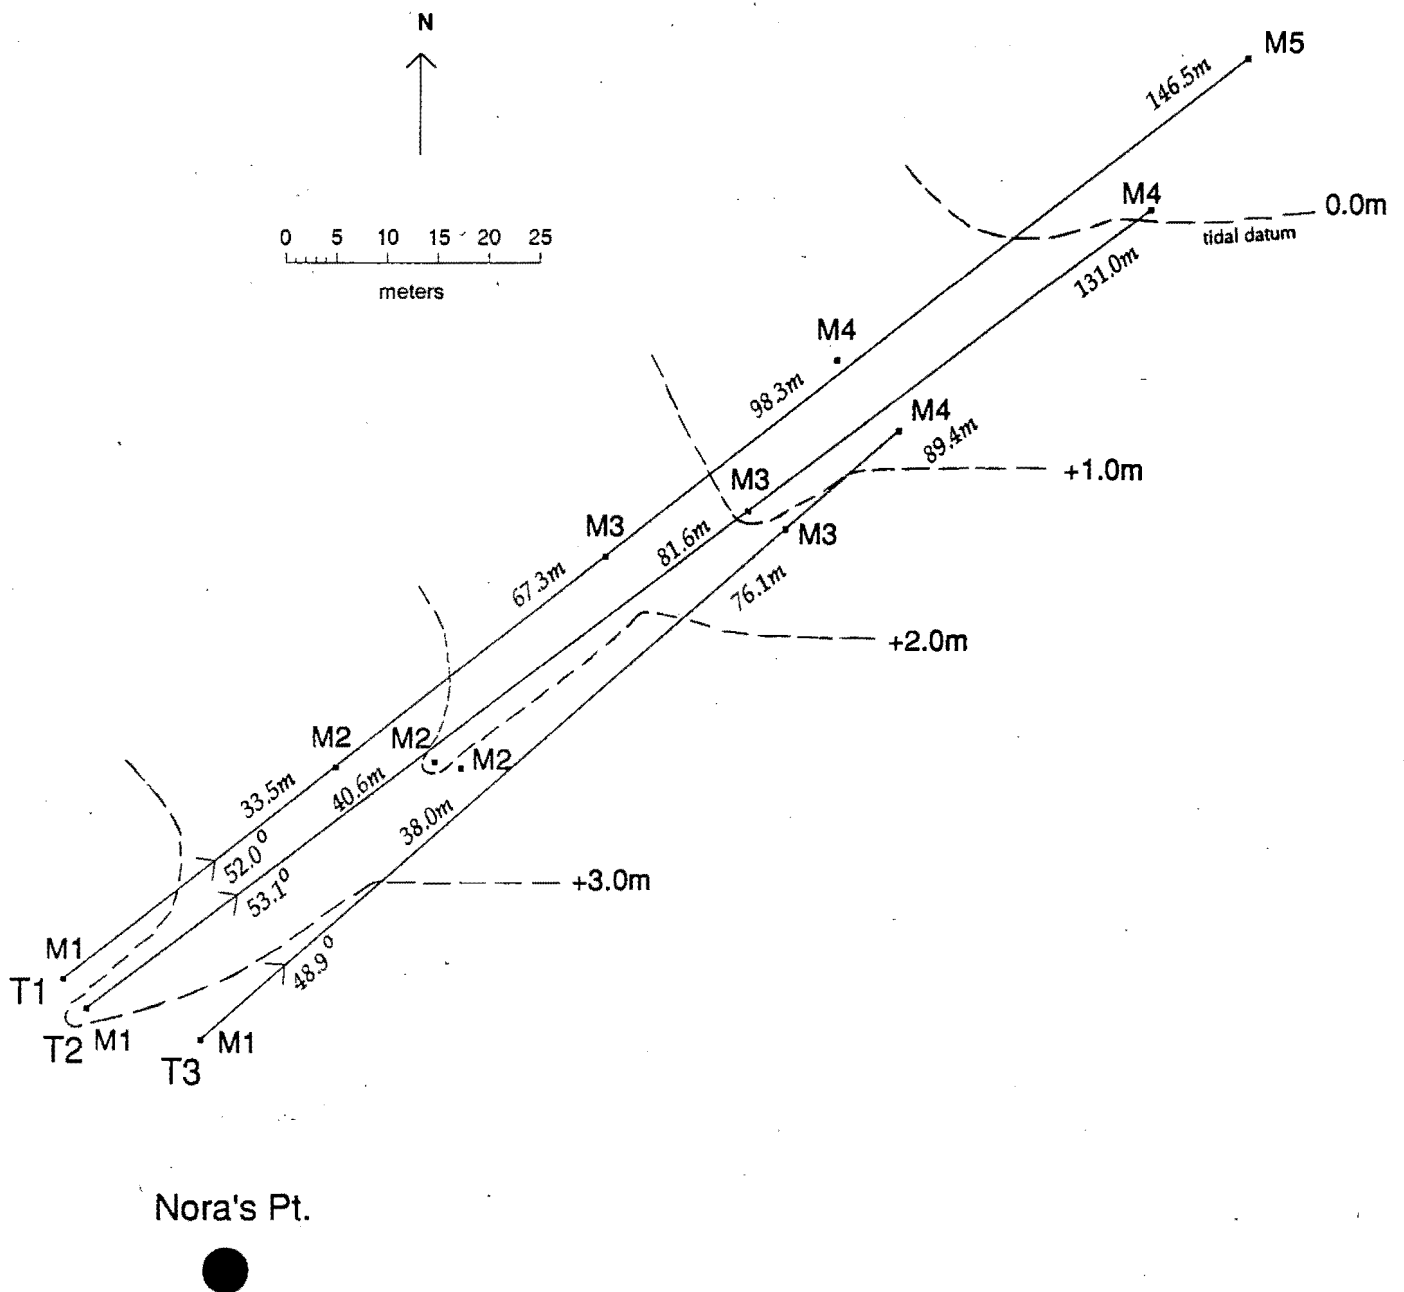 N
M5
146.5m
M4
0.0m
tidal datum
0 5 10 15 20 25
meters
131.0m
M4
98.3m
M4
89.4m
+1.0m
M3
M3
81.6m
M3
67.3m
76.1m
+2.0m
M2
M2
M2
33.5m
40.6m
38.0m
52.0°
53.1°
+3.0m
M1
48.9°
T1
M1
T2
M1
T3
Nora's Pt.